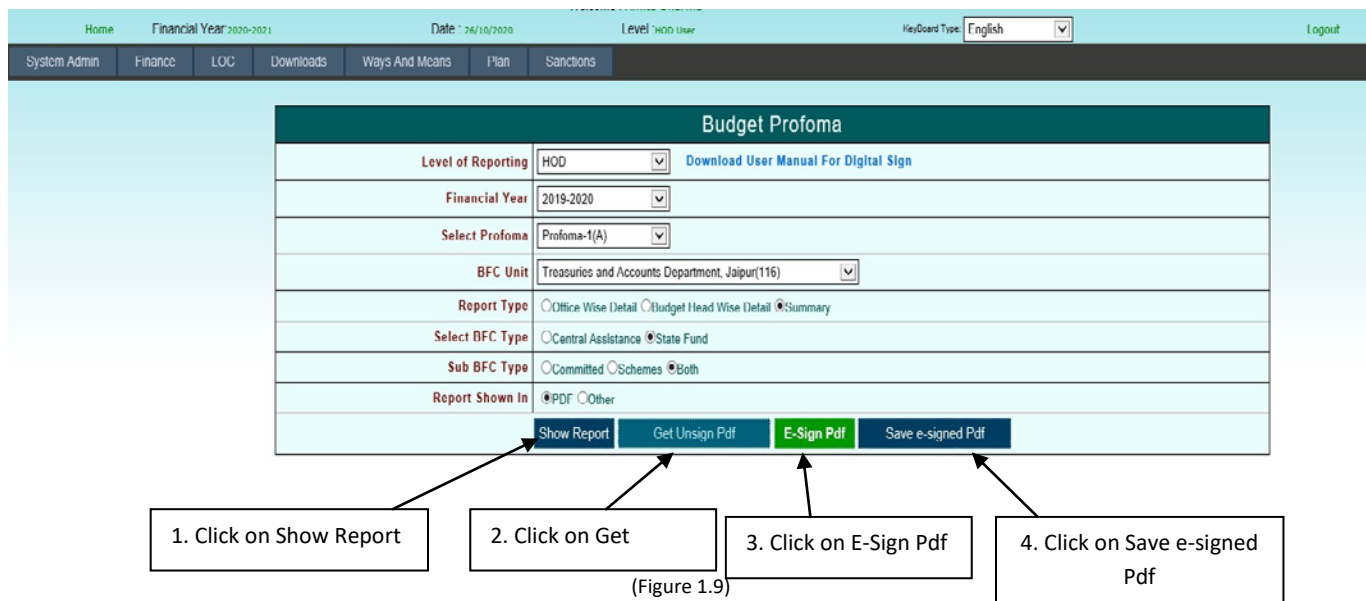 Home Financial Year:2020-2021 Date : 26/10/2020 Level :HOD User KeyBoard Type: English Logout
System Admin Finance LOC Downloads Ways And Means Plan Sanctions
Budget Profoma
Level of Reporting HOD Download User Manual For Digital Sign
Financial Year 2019-2020
Select Profoma Profoma-1(A)
BFC Unit Treasuries and Accounts Department, Jaipur(116)
Report Type Office Wise Detail Budget Head Wise Detail Summary
Select BFC Type Central Assistance State Fund
Sub BFC Type Committed Schemes Both
Report Shown In PDF Other
Show Report Get Unsign Pdf E-Sign Pdf Save e-signed Pdf
1. Click on Show Report
2. Click on Get
3. Click on E-Sign Pdf
4. Click on Save e-signed
Pdf
(Figure 1.9)